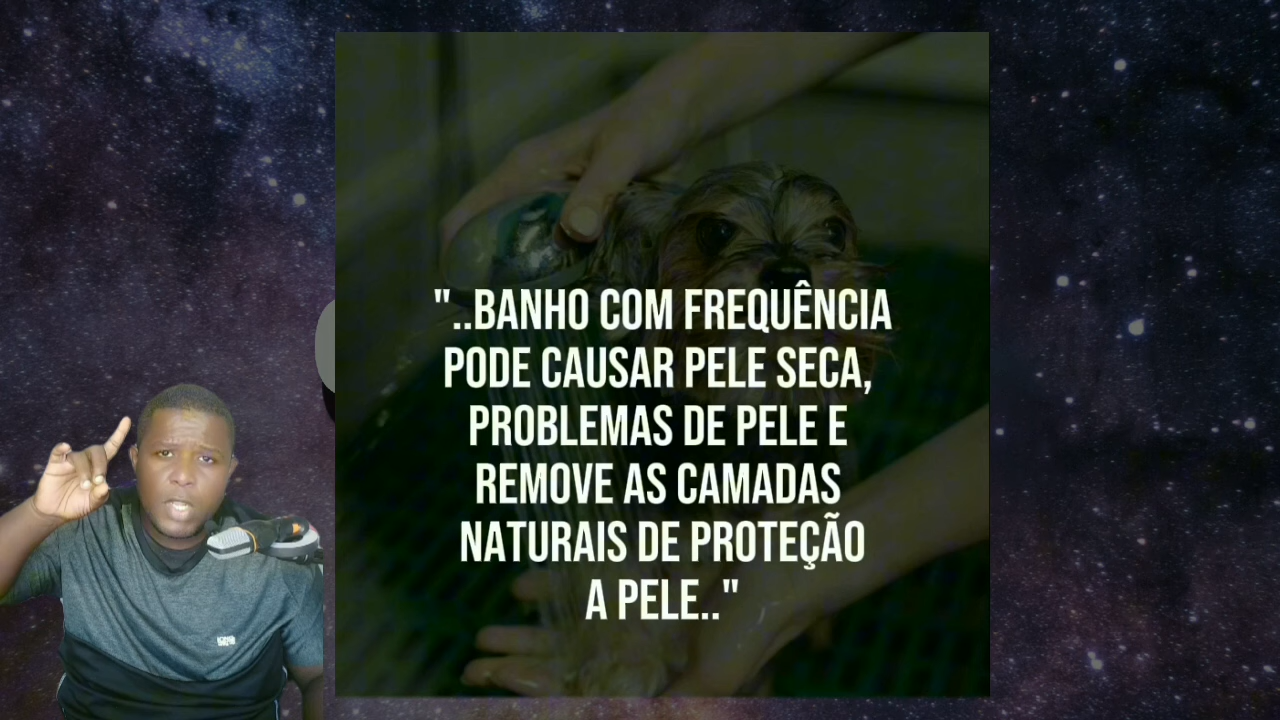 "..BANHO COM FREQUÊNCIA
PODE CAUSAR PELE SECA,
PROBLEMAS DE PELE E
REMOVE AS CAMADAS
NATURAIS DE PROTEÇÃO
A PELE.."